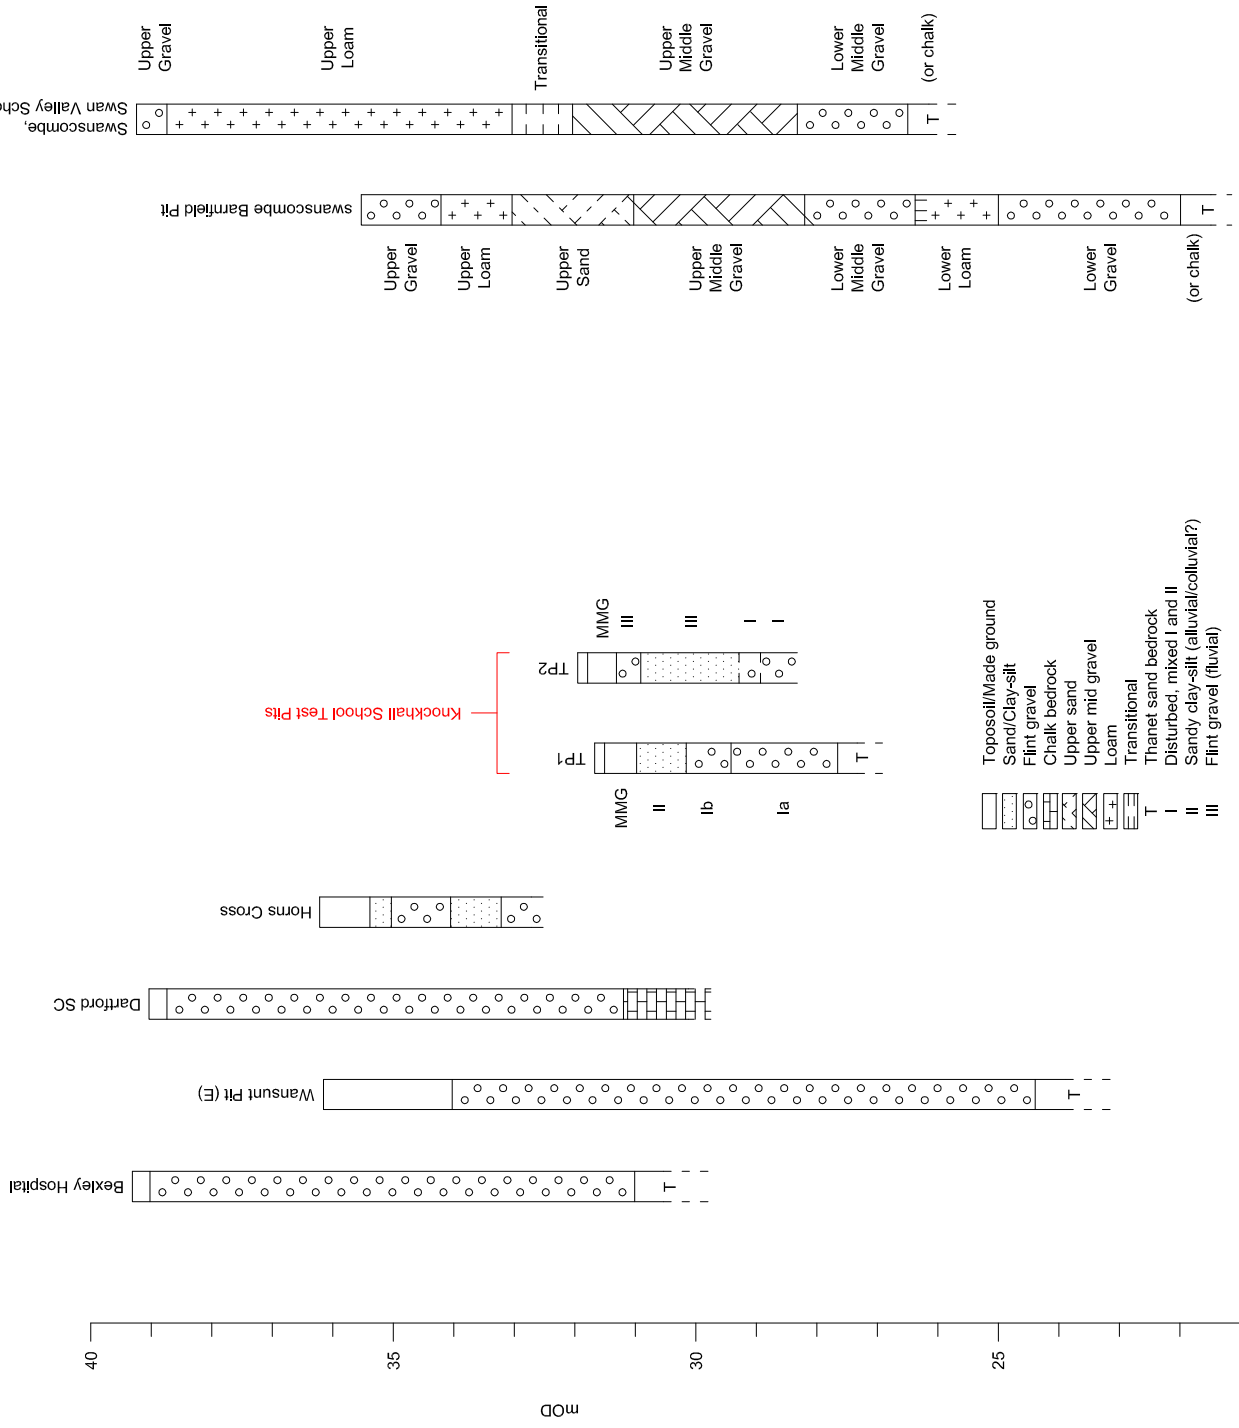 Bexley Hospital
Wansunt Pit (E)
Dartford SC
Horns Cross
Knockhall School Test Pits
TP1
TP2
swanscombe Barnfield Pit
Swanscombe,
Swan Valley Scho
MMG
II
Ib
Ia
T
MMG
III
III
I
I
Upper
Gravel
Upper
Loam
Upper
Sand
Upper
Middle
Gravel
Lower
Middle
Gravel
Lower
Loam
Lower
Gravel
T
(or chalk)
Upper
Gravel
Upper
Loam
Transitional
Upper
Middle
Gravel
Lower
Middle
Gravel
T
(or chalk)
T
T
Toposoil/Made ground
Sand/Clay-silt
Flint gravel
Chalk bedrock
Upper sand
Upper mid gravel
Loam
Transitional
T Thanet sand bedrock
I Disturbed, mixed I and II
II Sandy clay-silt (alluvial/colluvial?)
III Flint gravel (fluvial)
40
35
30
25
mOD